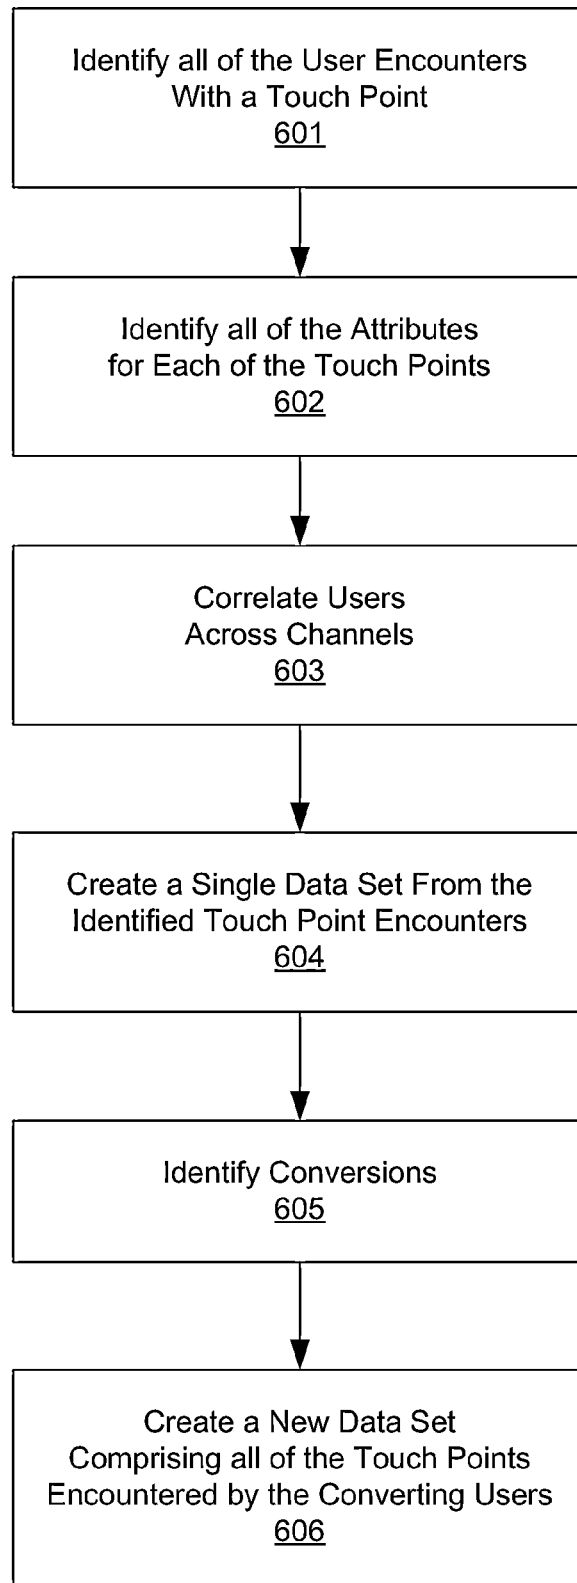 Identify all of the User Encounters
With a Touch Point
601
Identify all of the Attributes
for Each of the Touch Points
602
Correlate Users
Across Channels
603
Create a Single Data Set From the
Identified Touch Point Encounters
604
Identify Conversions
605
Create a New Data Set
Comprising all of the Touch Points
Encountered by the Converting Users
606